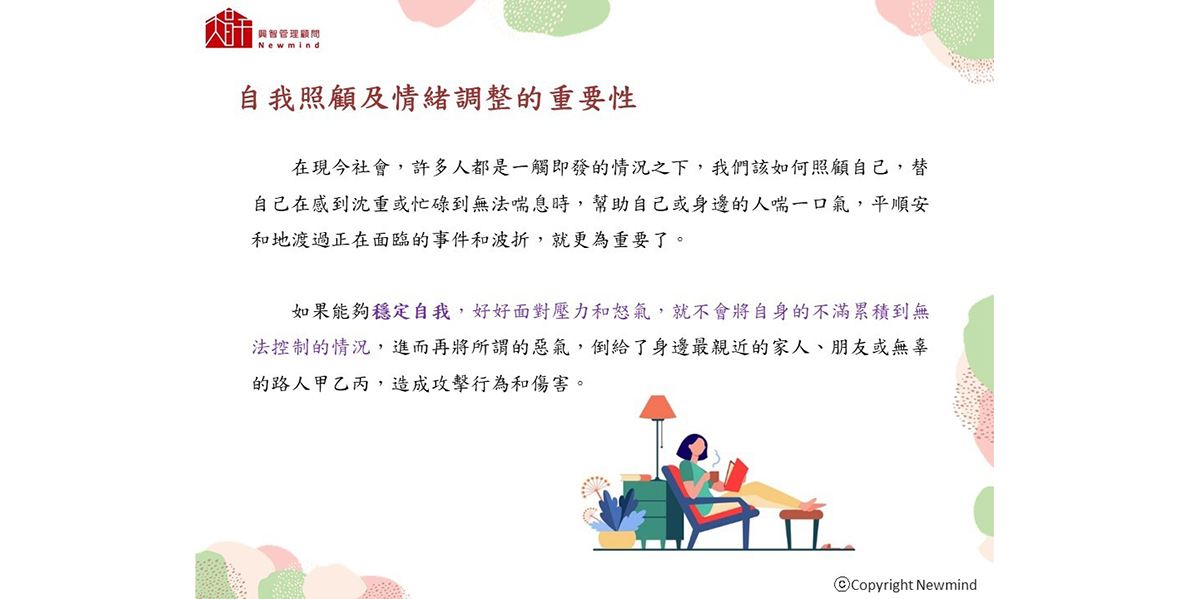 興智管理顧問
Newmind
自我照顧及情緒調整的重要性
在現今社會，許多人都是一觸即發的情況之下，我們該如何照顧自己，替
自己在感到沈重或忙碌到無法喘息時，幫助自己或身邊的人喘一口氣，平順安
和地渡過正在面臨的事件和波折，就更為重要了。
如果能夠穩定自我，好好面對壓力和怒氣，就不會將自身的不滿累積到無
法控制的情況，進而再將所謂的惡氣，倒給了身邊最親近的家人、朋友或無辜
的路人甲乙丙，造成攻擊行為和傷害。
ⓒCopyright Newmind